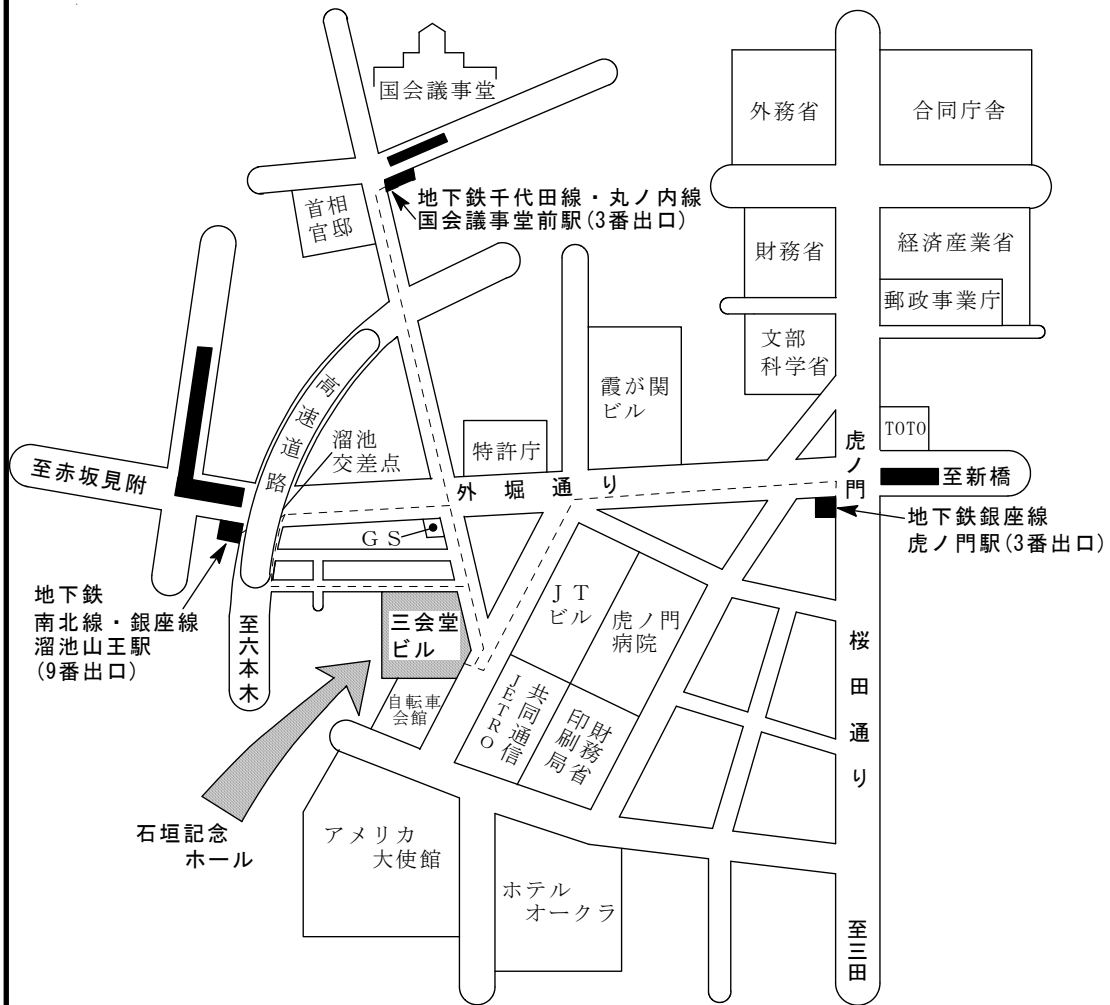 国会議事堂
外務省
合同庁舎
地下鉄千代田線・丸ノ内線
国会議事堂前駅(3番出口)
首相
官邸
財務省
経済産業省
郵政事業庁
文部
科学省
霞が関
ビル
高速道路
溜池
交差点
特許庁
TOTO
虎ノ門
至赤坂見附
外堀通り
至新橋
GS
地下鉄銀座線
虎ノ門駅(3番出口)
地下鉄
南北線・銀座線
溜池山王駅
(9番出口)
至六本木
三会堂
ビル
JT
ビル
虎ノ門
病院
桜田通り
自転車
会館
共同通信
JETRO
財務省
印刷局
石垣記念
ホール
アメリカ
大使館
ホテル
オークラ
至三田